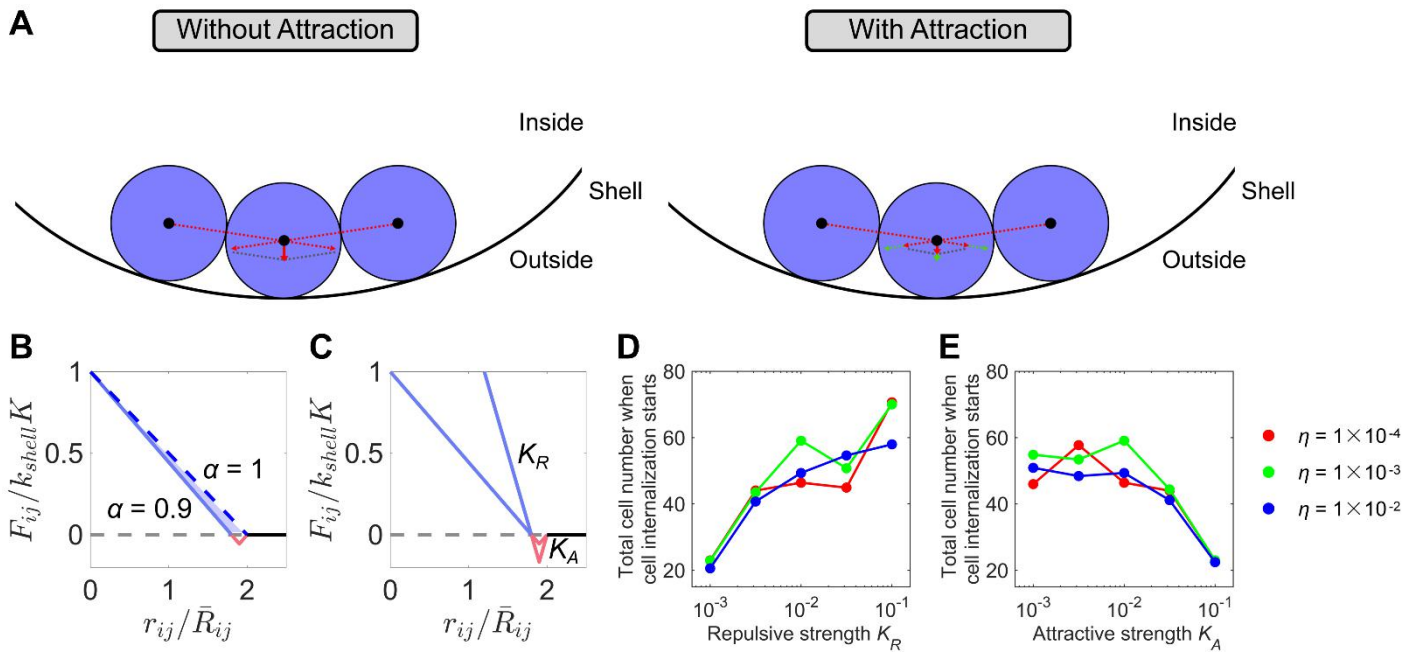 A
Without Attraction
With Attraction
Inside
Shell
Outside
Inside
Shell
Outside
B
F_ij/k_shell K
1
0.5
0
α = 1
α = 0.9
0 1 2
r_ij/R̄_ij
C
F_ij/k_shell K
1
0.5
0
K_R
K_A
0 1 2
r_ij/R̄_ij
D
Total cell number when
cell internalization starts
80
60
40
20
10^-3 10^-2 10^-1
Repulsive strength K_R
E
Total cell number when
cell internalization starts
80
60
40
20
10^-3 10^-2 10^-1
Attractive strength K_A
η = 1×10^-4
η = 1×10^-3
η = 1×10^-2